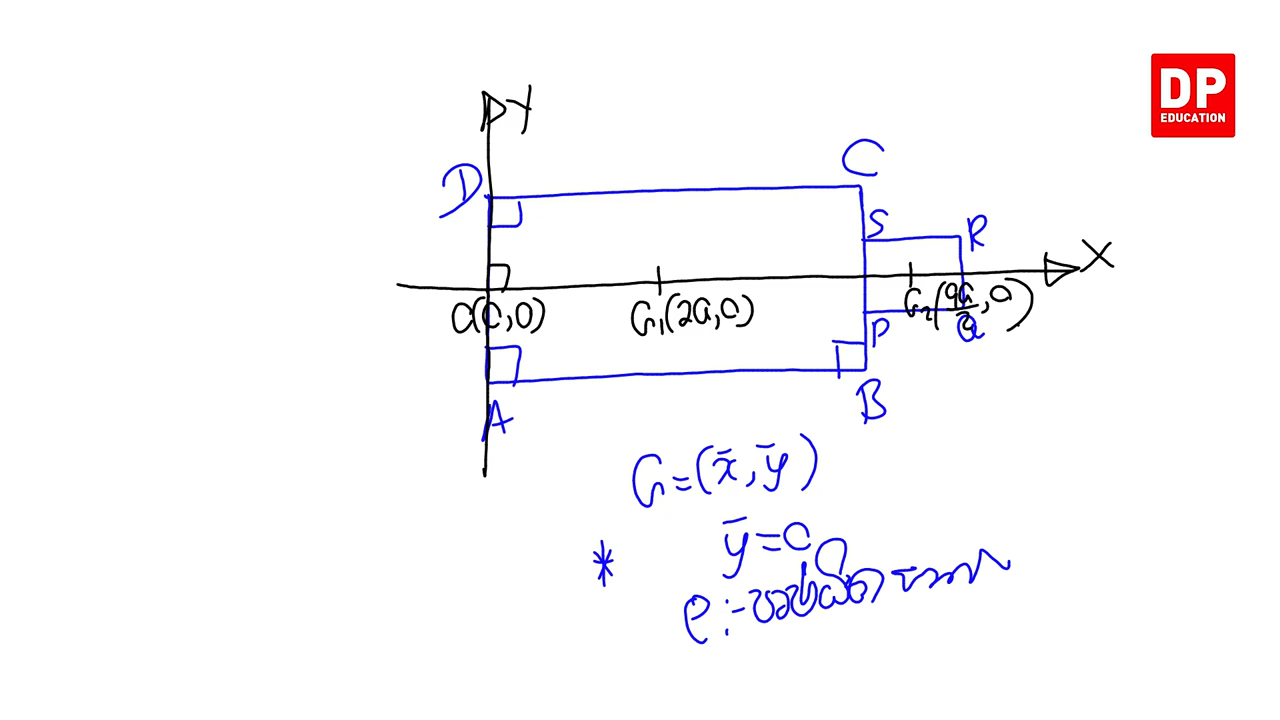 DP
EDUCATION
Y
D
C
S
R
X
O(0,0)
G₁(2a,0)
G₂(9a/2,0)
P
Q
A
B
G=(x̄,ȳ)
* ȳ=0
ρ :-